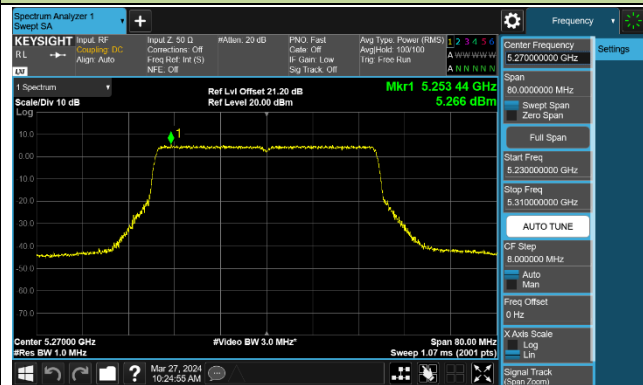 Spectrum Analyzer 1
Swept SA
+
Frequency
KEYSIGHT
RL
LXI
Input: RF
Coupling: DC
Align: Auto
Input Z: 50 Ω
Corrections: Off
Freq Ref: Int (S)
NFE: Off
#Atten: 20 dB
PNO: Fast
Gate: Off
IF Gain: Low
Sig Track: Off
Avg Type: Power (RMS)
Avg|Hold: 100/100
Trig: Free Run
1 2 3 4 5 6
A W W W W W
A N N N N N
Center Frequency
5.270000000 GHz
Settings
Span
80.0000000 MHz
Swept Span
Zero Span
Full Span
Start Freq
5.230000000 GHz
Stop Freq
5.310000000 GHz
AUTO TUNE
CF Step
8.000000 MHz
Auto
Man
Freq Offset
0 Hz
X Axis Scale
Log
Lin
Signal Track
(Span Zoom)
1 Spectrum
Scale/Div 10 dB
Log
Ref Lvl Offset 21.20 dB
Ref Level 20.00 dBm
Mkr1 5.253 44 GHz
5.266 dBm
1
10.0
0.00
-10.0
-20.0
-30.0
-40.0
-50.0
-60.0
-70.0
Center 5.27000 GHz
#Res BW 1.0 MHz
#Video BW 3.0 MHz*
Span 80.00 MHz
Sweep 1.07 ms (2001 pts)
?
Mar 27, 2024
10:24:55 AM